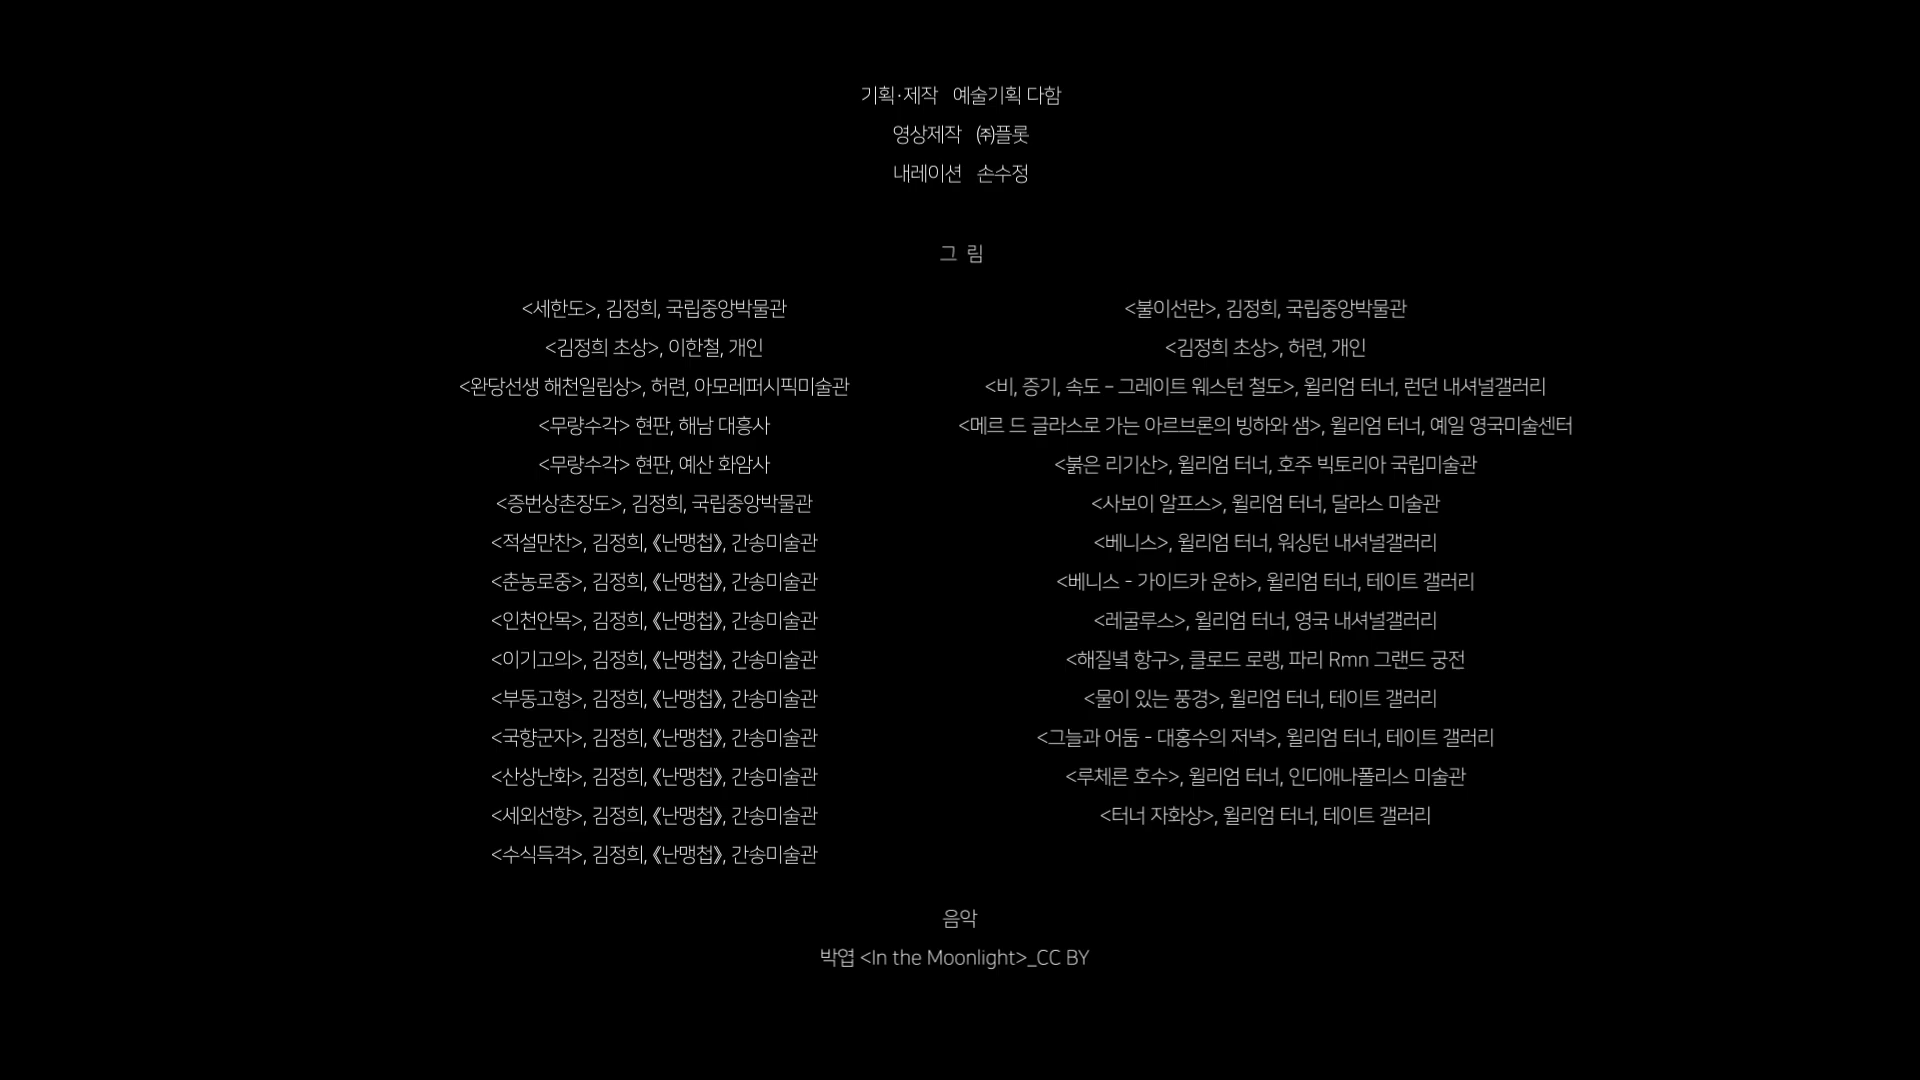 기획·제작 예술기획 다함
영상제작 ㈜플롯
내레이션 손수정
그 림
<세한도>, 김정희, 국립중앙박물관
<김정희 초상>, 이한철, 개인
<완당선생 해천일립상>, 허련, 아모레퍼시픽미술관
<무량수각> 현판, 해남 대흥사
<무량수각> 현판, 예산 화암사
<증번상촌장도>, 김정희, 국립중앙박물관
<적설만찬>, 김정희, 《난맹첩》, 간송미술관
<춘농로중>, 김정희, 《난맹첩》, 간송미술관
<인천안목>, 김정희, 《난맹첩》, 간송미술관
<이기고의>, 김정희, 《난맹첩》, 간송미술관
<부동고형>, 김정희, 《난맹첩》, 간송미술관
<국향군자>, 김정희, 《난맹첩》, 간송미술관
<산상난화>, 김정희, 《난맹첩》, 간송미술관
<세외선향>, 김정희, 《난맹첩》, 간송미술관
<수식득격>, 김정희, 《난맹첩》, 간송미술관
<불이선란>, 김정희, 국립중앙박물관
<김정희 초상>, 허련, 개인
<비, 증기, 속도 – 그레이트 웨스턴 철도>, 윌리엄 터너, 런던 내셔널갤러리
<메르 드 글라스로 가는 아르브론의 빙하와 샘>, 윌리엄 터너, 예일 영국미술센터
<붉은 리기산>, 윌리엄 터너, 호주 빅토리아 국립미술관
<사보이 알프스>, 윌리엄 터너, 달라스 미술관
<베니스>, 윌리엄 터너, 워싱턴 내셔널갤러리
<베니스 - 가이드카 운하>, 윌리엄 터너, 테이트 갤러리
<레굴루스>, 윌리엄 터너, 영국 내셔널갤러리
<해질녘 항구>, 클로드 로랭, 파리 Rmn 그랜드 궁전
<물이 있는 풍경>, 윌리엄 터너, 테이트 갤러리
<그늘과 어둠 - 대홍수의 저녁>, 윌리엄 터너, 테이트 갤러리
<루체른 호수>, 윌리엄 터너, 인디애나폴리스 미술관
<터너 자화상>, 윌리엄 터너, 테이트 갤러리
음악
박엽 <In the Moonlight>_CC BY